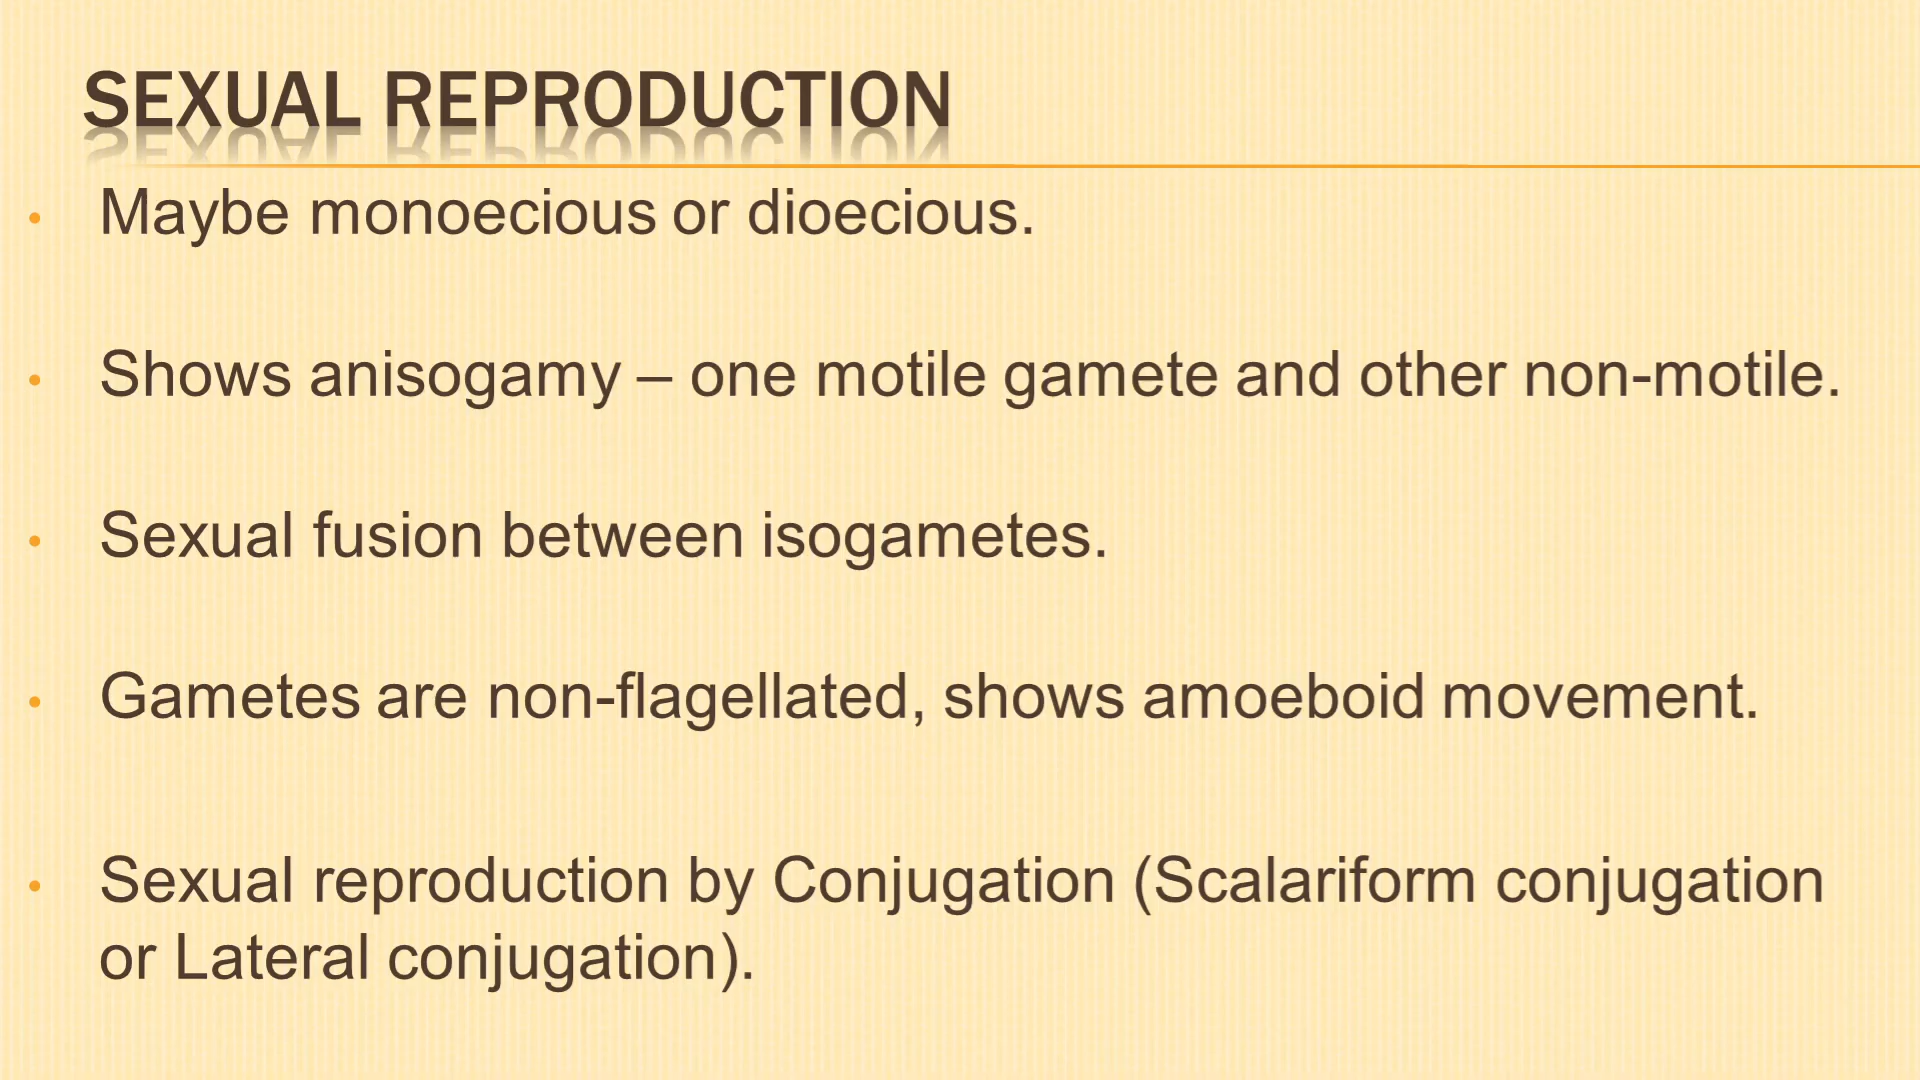 SEXUAL REPRODUCTION
• Maybe monoecious or dioecious.
• Shows anisogamy – one motile gamete and other non-motile.
• Sexual fusion between isogametes.
• Gametes are non-flagellated, shows amoeboid movement.
• Sexual reproduction by Conjugation (Scalariform conjugation
or Lateral conjugation).